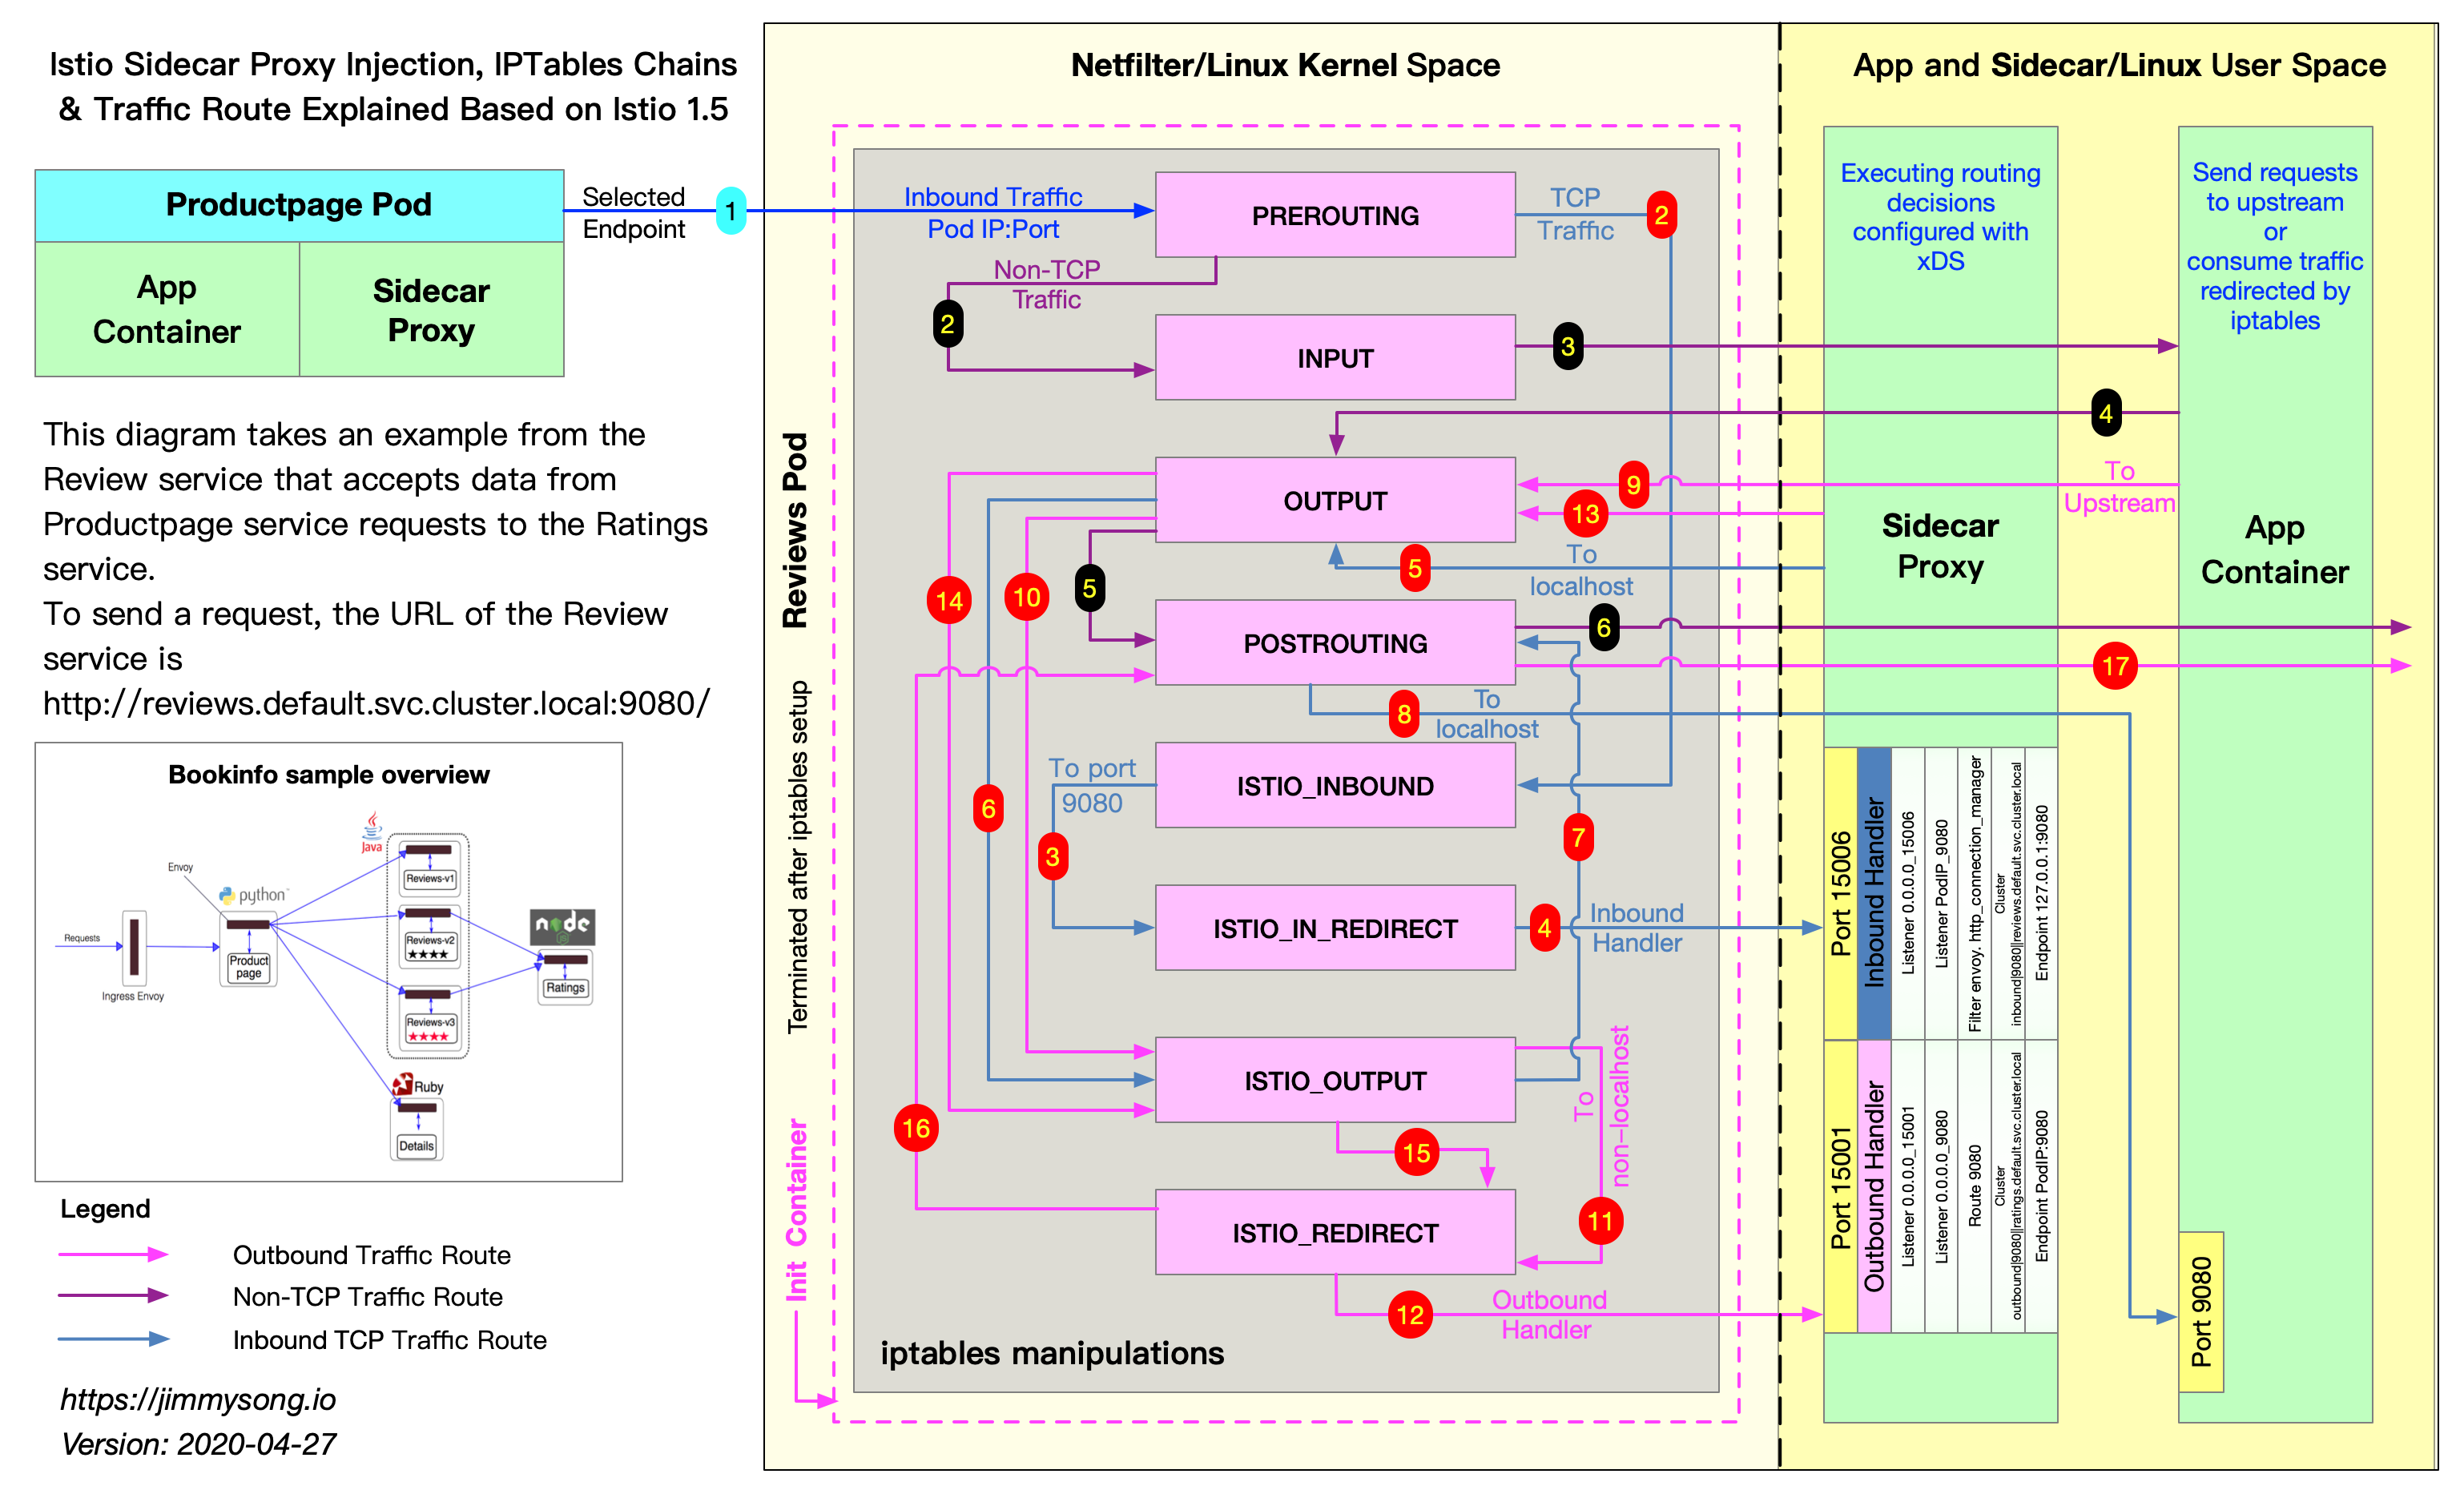 Istio Sidecar Proxy Injection, IPTables Chains
& Traffic Route Explained Based on Istio 1.5
Productpage Pod
App
Container
Sidecar
Proxy
Selected
Endpoint
1
This diagram takes an example from the
Review service that accepts data from
Productpage service requests to the Ratings
service.
To send a request, the URL of the Review
service is
http://reviews.default.svc.cluster.local:9080/
Bookinfo sample overview
Java
Envoy
python
Reviews-v1
Requests
Product
page
Reviews-v2
★★★★
node
Ratings
Ingress Envoy
Reviews-v3
★★★★
Ruby
Details
Legend
Outbound Traffic Route
Non-TCP Traffic Route
Inbound TCP Traffic Route
https://jimmysong.io
Version: 2020-04-27
Netfilter/Linux Kernel Space
Reviews Pod
Terminated after iptables setup
Init Container
Inbound Traffic
Pod IP:Port
PREROUTING
TCP
Traffic
2
Non-TCP
Traffic
2
INPUT
3
4
OUTPUT
9
13
To
Upstream
5
To
localhost
14
10
5
POSTROUTING
6
17
8
To
localhost
To port
9080
ISTIO_INBOUND
6
3
7
ISTIO_IN_REDIRECT
4
Inbound
Handler
ISTIO_OUTPUT
To
non-localhost
16
15
ISTIO_REDIRECT
11
12
Outbound
Handler
iptables manipulations
App and Sidecar/Linux User Space
Executing routing
decisions
configured with
xDS
Sidecar
Proxy
Port 15006
Inbound Handler
Listener 0.0.0.0_15006
Listener PodIP_9080
Filter envoy. http_connection_manager
Cluster
inbound|9080||reviews.default.svc.cluster.local
Endpoint 127.0.0.1:9080
Port 15001
Outbound Handler
Listener 0.0.0.0_15001
Listener 0.0.0.0_9080
Route 9080
Cluster
outbound|9080||ratings.default.svc.cluster.local
Endpoint PodIP:9080
Send requests
to upstream
or
consume traffic
redirected by
iptables
App
Container
Port 9080